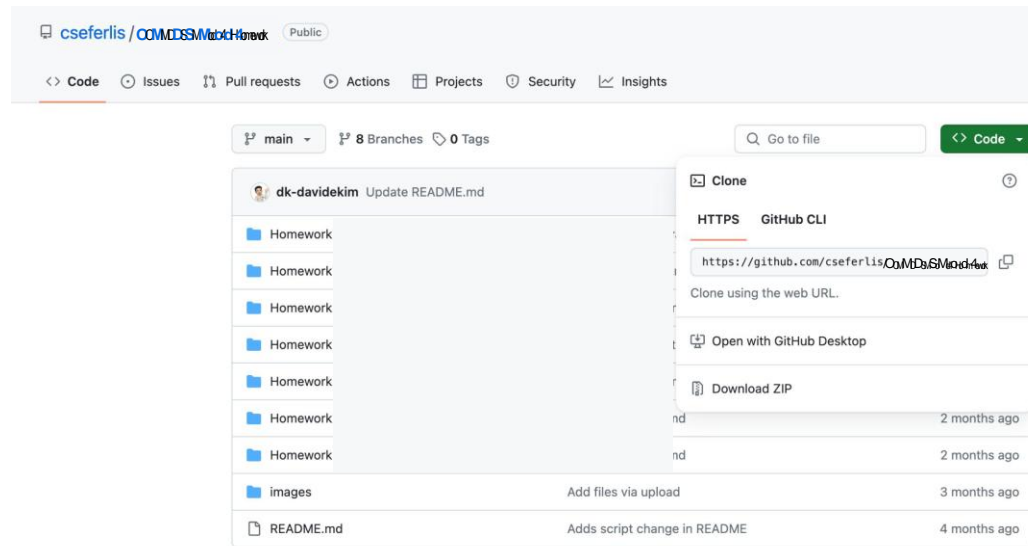 cseferlis / Public
Code Issues Pull requests Actions Projects Security Insights
main 8 Branches 0 Tags Go to file Code
dk-davidekim Update README.md
Clone
HTTPS GitHub CLI
Homework
https://github.com/cseferlis/
Homework
Clone using the web URL.
Homework
Homework
Open with GitHub Desktop
Homework
Download ZIP
Homework nd 2 months ago
Homework nd 2 months ago
images Add files via upload 3 months ago
README.md Adds script change in README 4 months ago